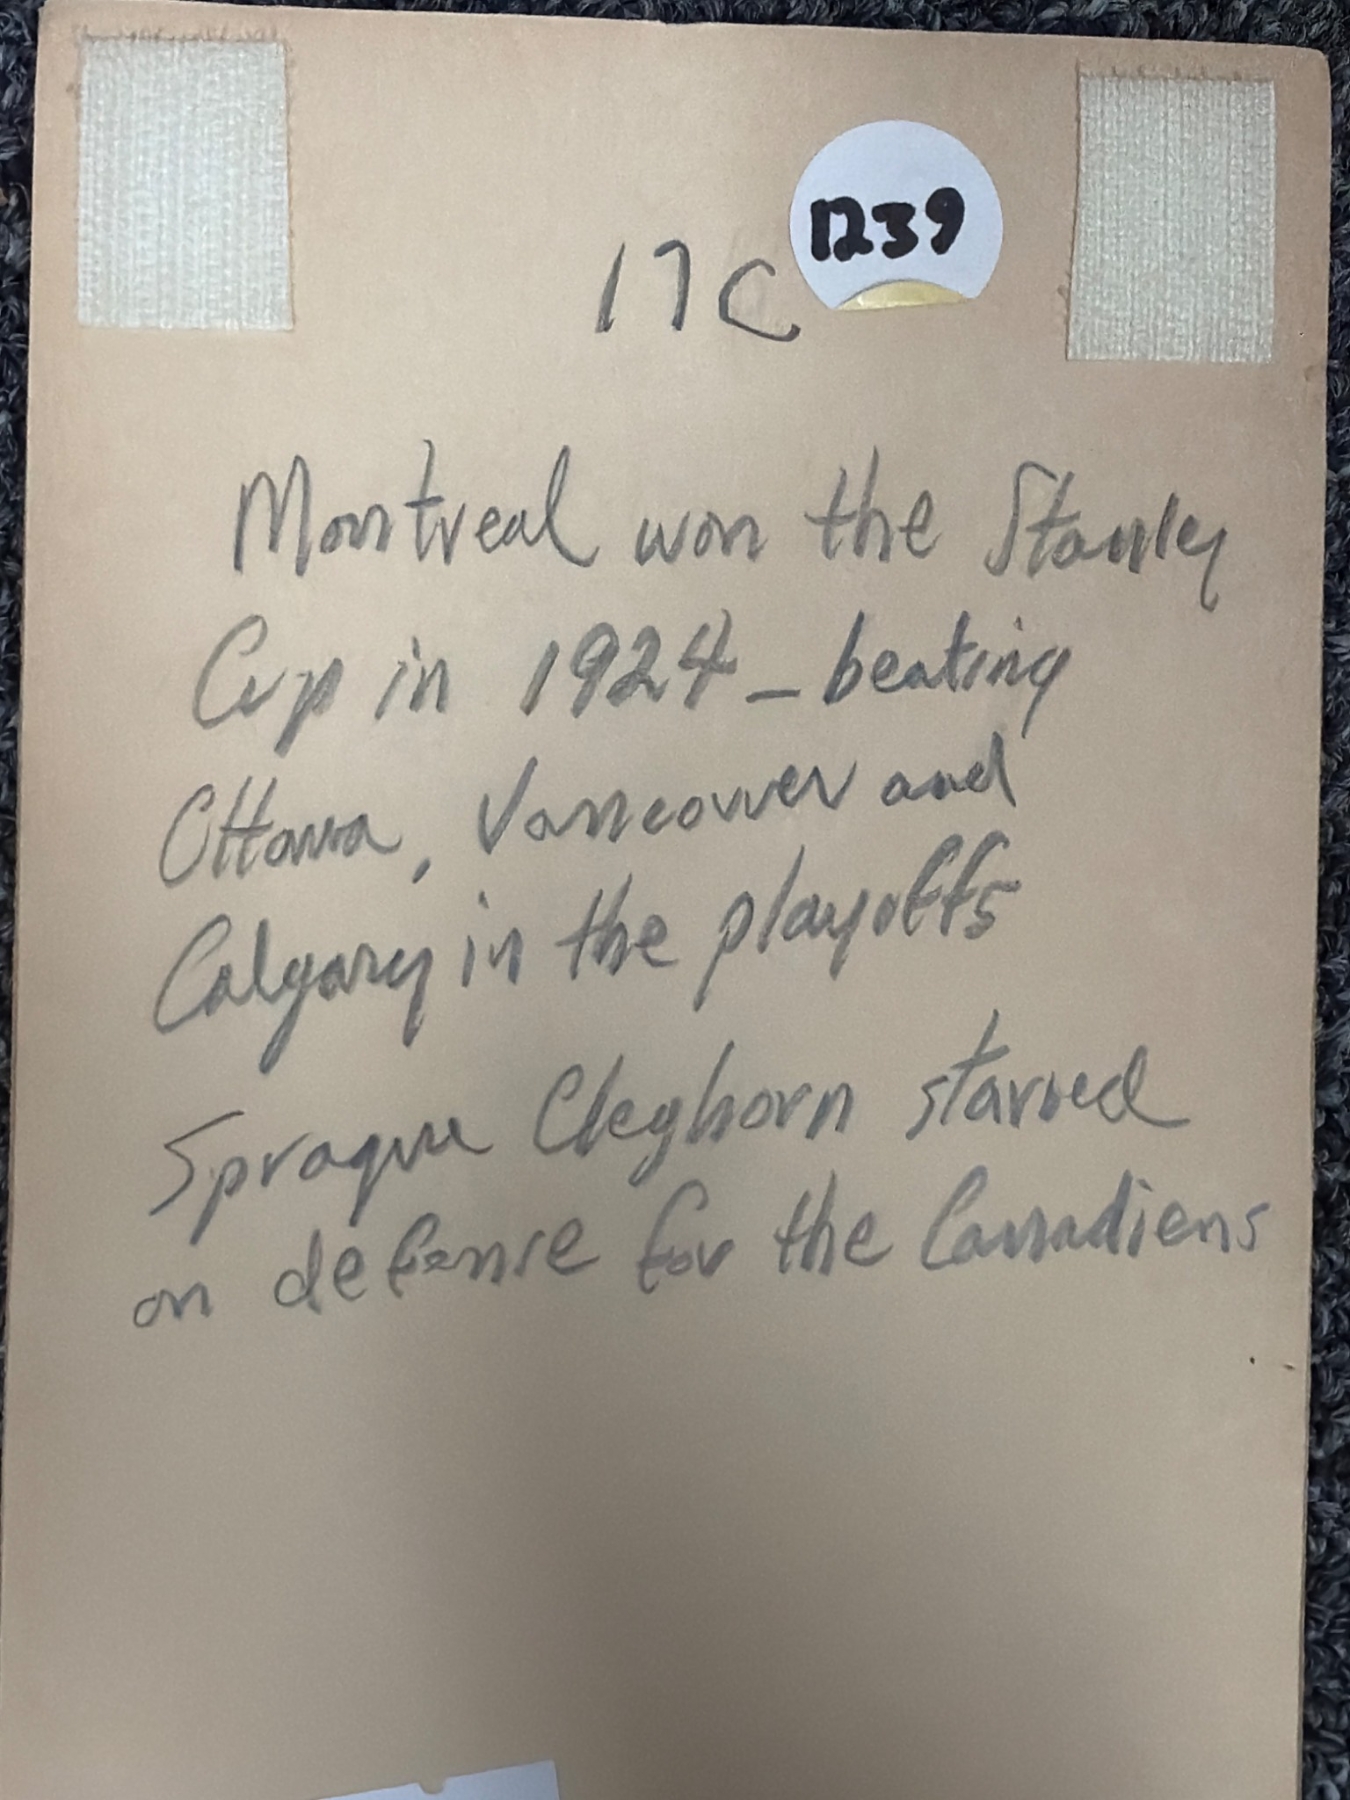 1239
17C
Montreal won the Stanley
Cup in 1924 - beating
Ottawa, Vancouver and
Calgary in the playoffs
Sprague Cleghorn starred
on defense for the Canadiens